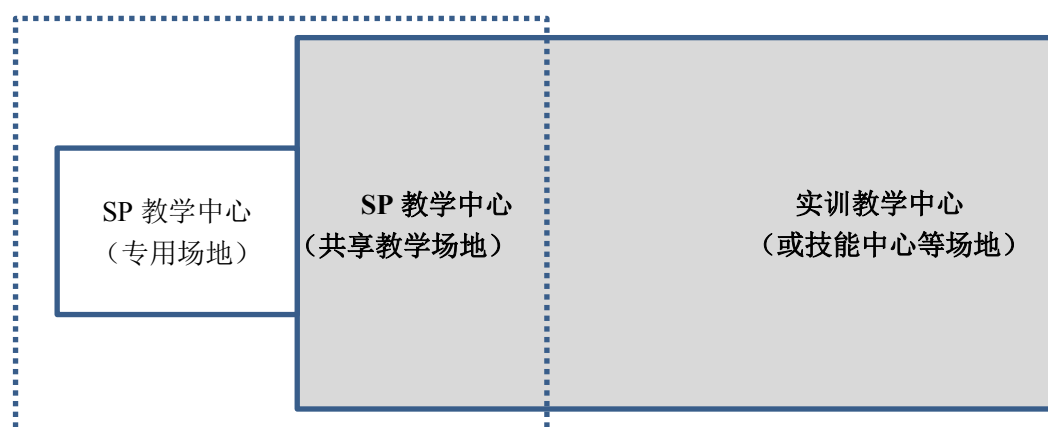 SP 教学中心
（专用场地）
SP 教学中心
（共享教学场地）
实训教学中心
（或技能中心等场地）